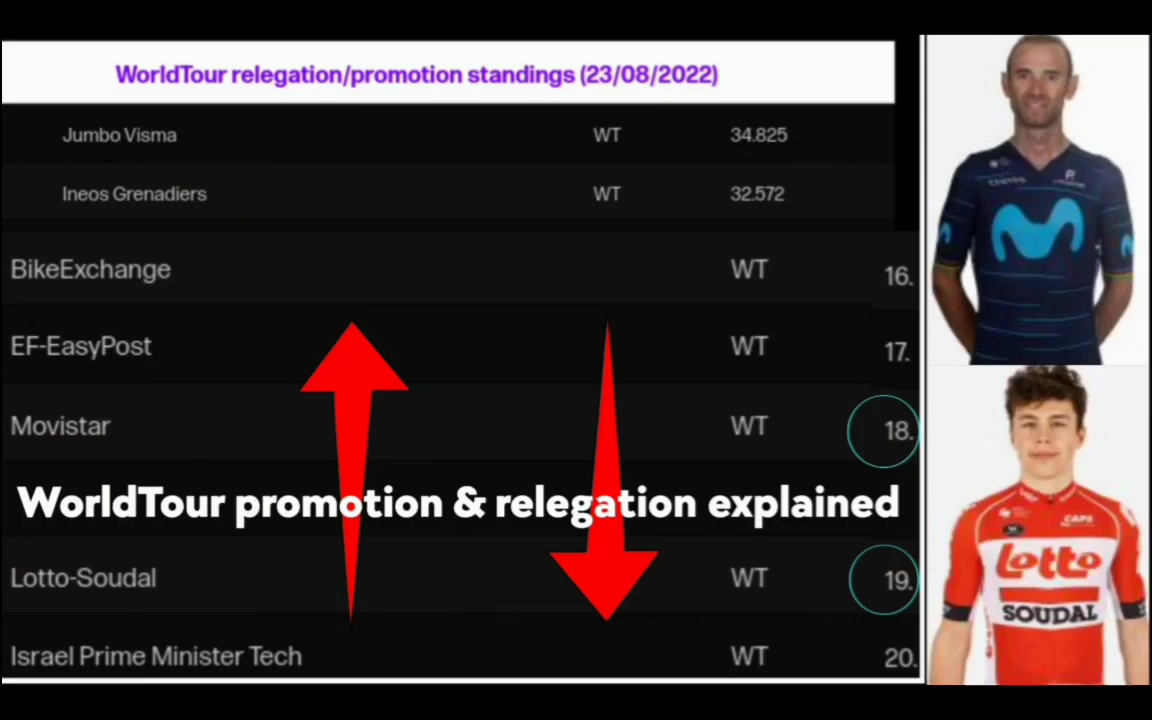 WorldTour relegation/promotion standings (23/08/2022)
Jumbo Visma WT 34.825
Ineos Grenadiers WT 32.572
BikeExchange WT 16.
EF-EasyPost WT 17.
Movistar WT 18.
WorldTour promotion & relegation explained
Lotto-Soudal WT 19.
Israel Prime Minister Tech WT 20.
CAPS
Lotto
SOUDAL